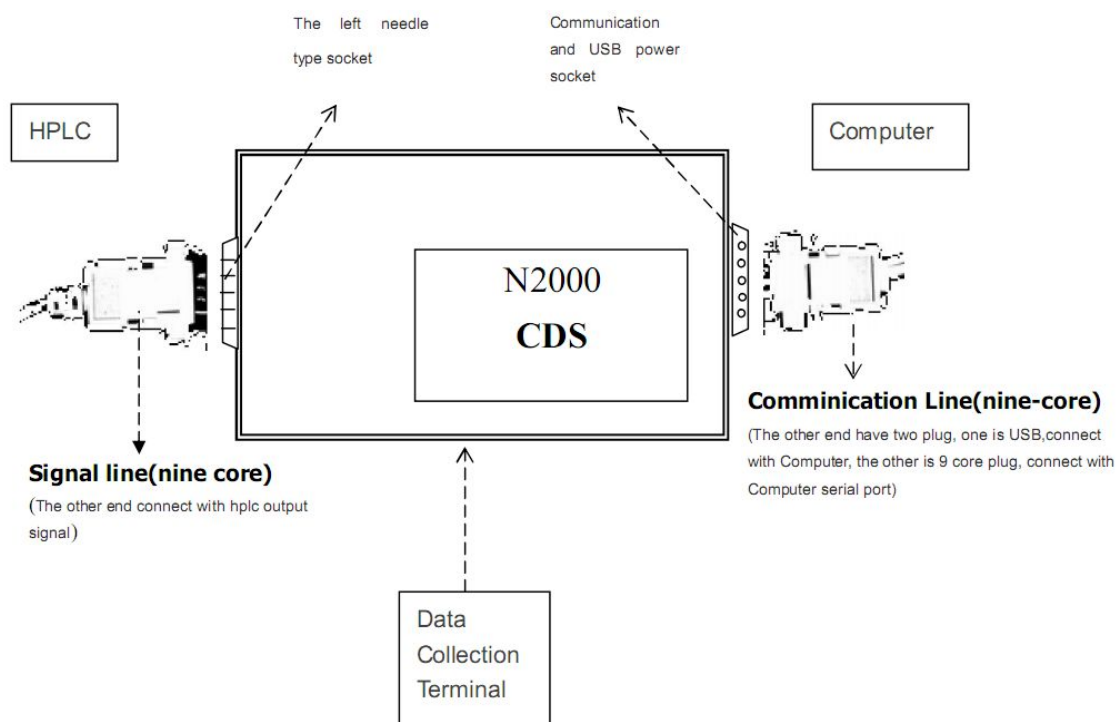 The left needle
type socket
Communication
and USB power
socket
HPLC
Computer
N2000
CDS
Comminication Line(nine-core)
(The other end have two plug, one is USB,connect
with Computer, the other is 9 core plug, connect with
Computer serial port)
Signal line(nine core)
(The other end connect with hplc output
signal)
Data
Collection
Terminal